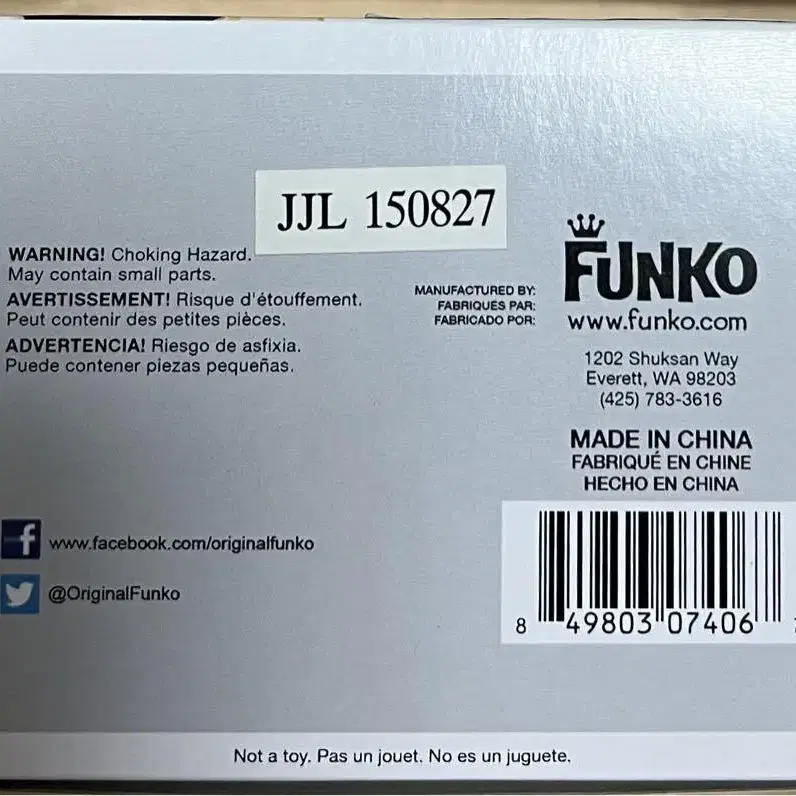 JJL 150827
WARNING! Choking Hazard.
May contain small parts.
AVERTISSEMENT! Risque d'étouffement.
Peut contenir des petites pièces.
ADVERTENCIA! Riesgo de asfixia.
Puede contener piezas pequeñas.
MANUFACTURED BY:
FABRIQUÉS PAR:
FABRICADO POR:
FUNKO
www.funko.com
1202 Shuksan Way
Everett, WA 98203
(425) 783-3616
MADE IN CHINA
FABRIQUÉ EN CHINE
HECHO EN CHINA
f www.facebook.com/originalfunko
@OriginalFunko
8 49803 07406
Not a toy. Pas un jouet. No es un juguete.